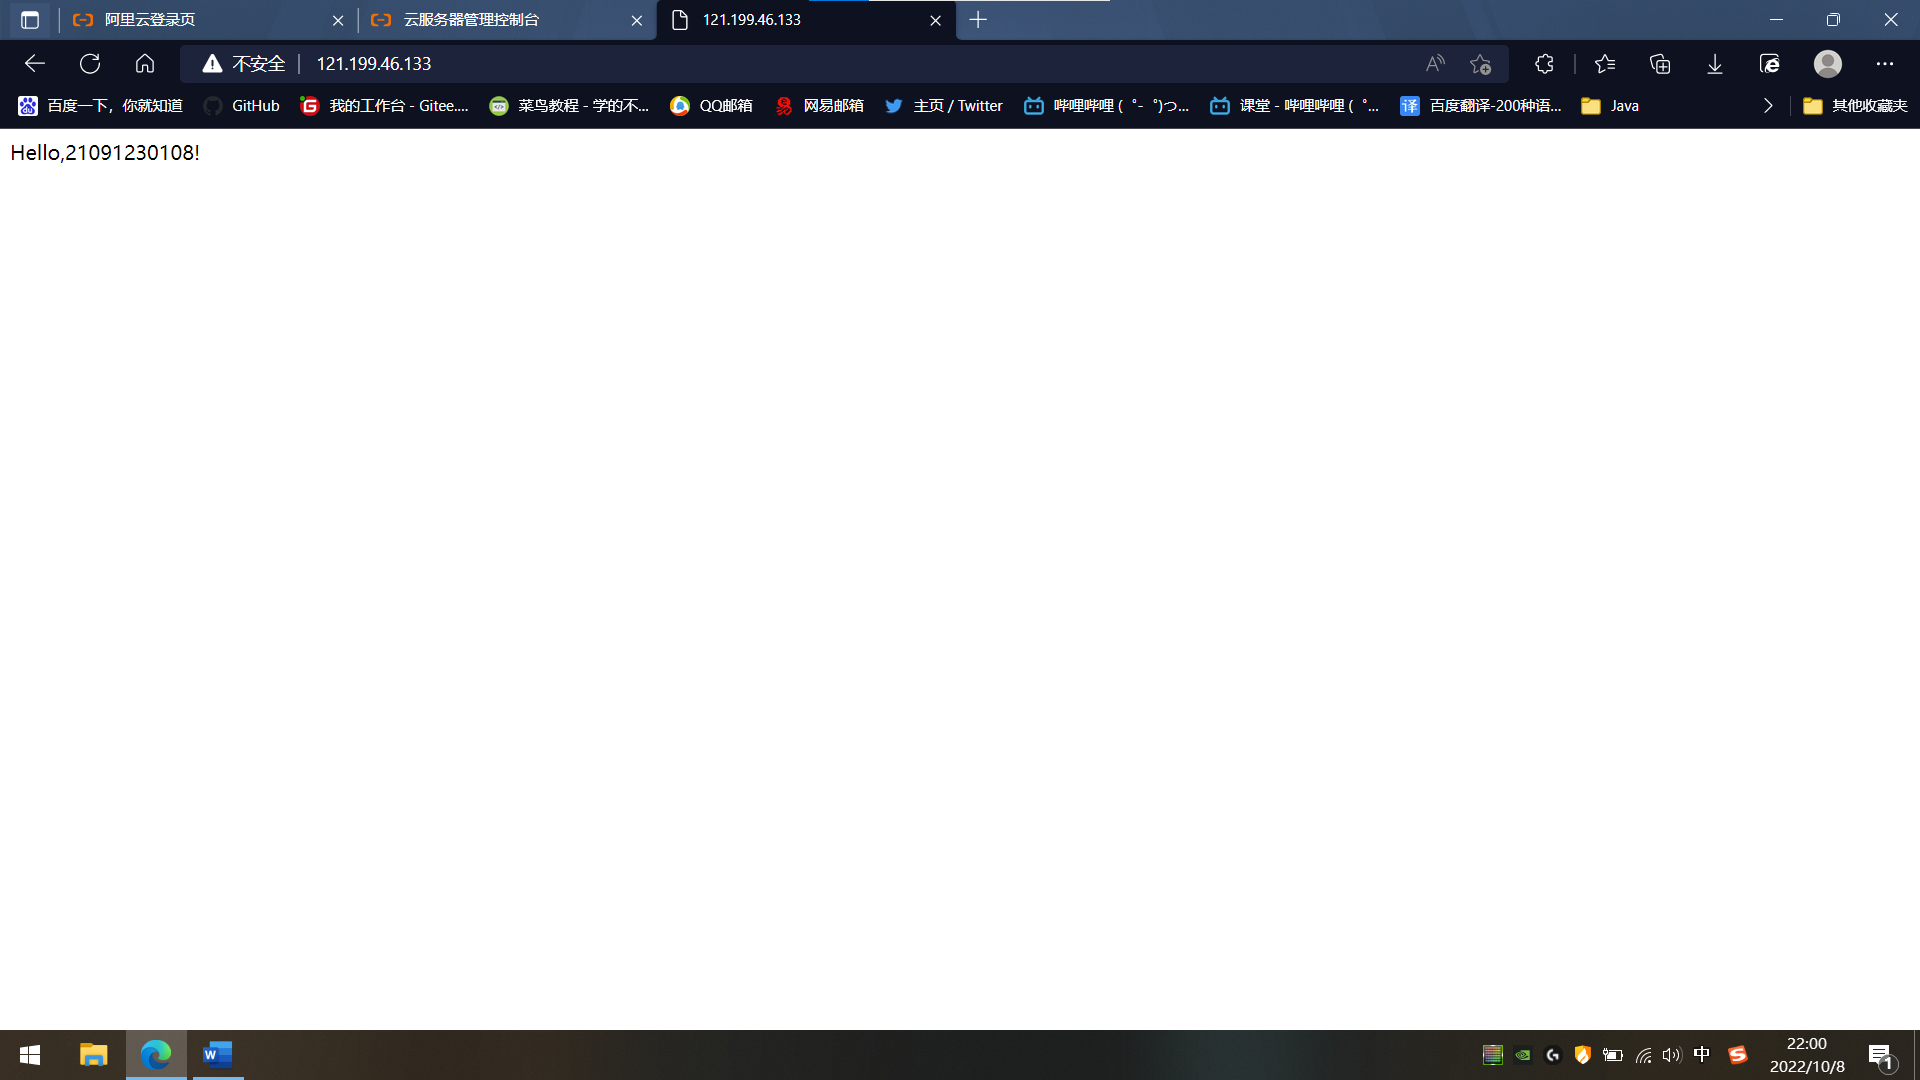 阿里云登录页
云服务器管理控制台
121.199.46.133
不安全
121.199.46.133
百度一下，你就知道
GitHub
我的工作台 - Gitee....
菜鸟教程 - 学的不...
QQ邮箱
网易邮箱
主页 / Twitter
哔哩哔哩 (゜-゜)つ...
课堂 - 哔哩哔哩 (゜...
译
百度翻译-200种语...
Java
其他收藏夹
Hello,21091230108!
中
22:00
2022/10/8
1